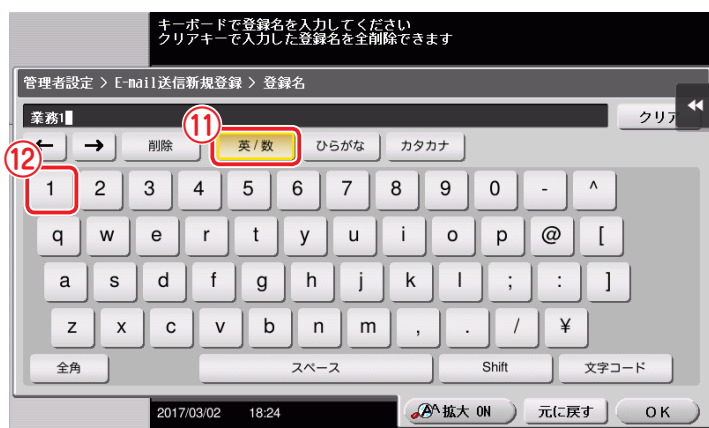 キーボードで登録名を入力してください
クリアキーで入力した登録名を全削除できます
管理者設定 > E-mail送信新規登録 > 登録名
業務1
クリア
⑪
← → 削除 英/数 ひらがな カタカナ
⑫
1 2 3 4 5 6 7 8 9 0 - ^
q w e r t y u i o p @ [
a s d f g h j k l ; : ]
z x c v b n m , . / ¥
全角 スペース Shift 文字コード
2017/03/02 18:24 拡大 ON 元に戻す OK